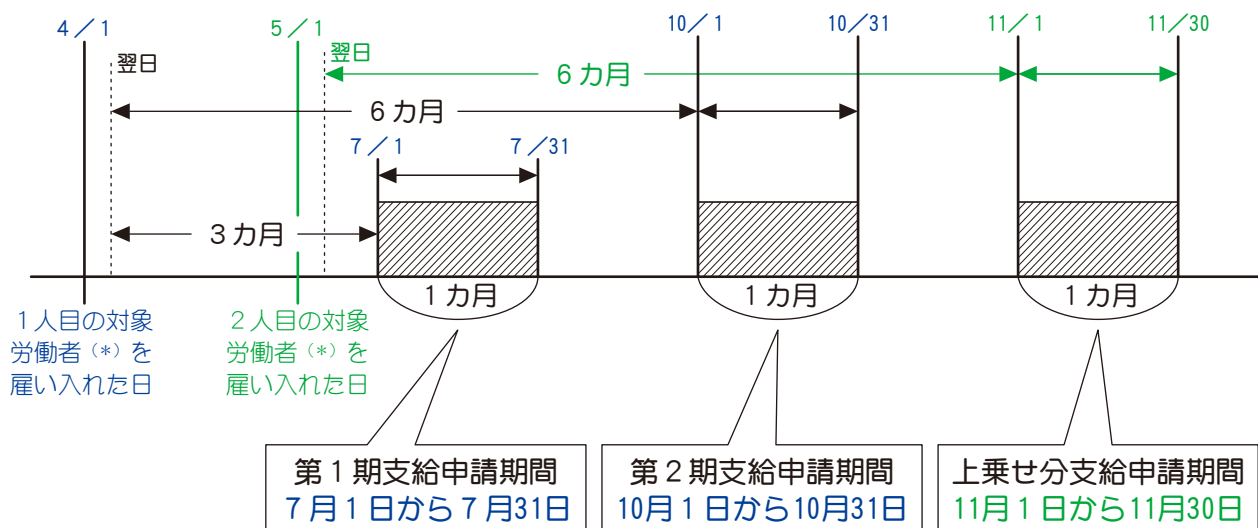 4／1
5／1
10／1
10／31
11／1
11／30
翌日
翌日
6カ月
6カ月
7／1
7／31
3カ月
1カ月
1カ月
1カ月
1人目の対象
労働者（*）を
雇い入れた日
2人目の対象
労働者（*）を
雇い入れた日
第1期支給申請期間
7月1日から7月31日
第2期支給申請期間
10月1日から10月31日
上乗せ分支給申請期間
11月1日から11月30日